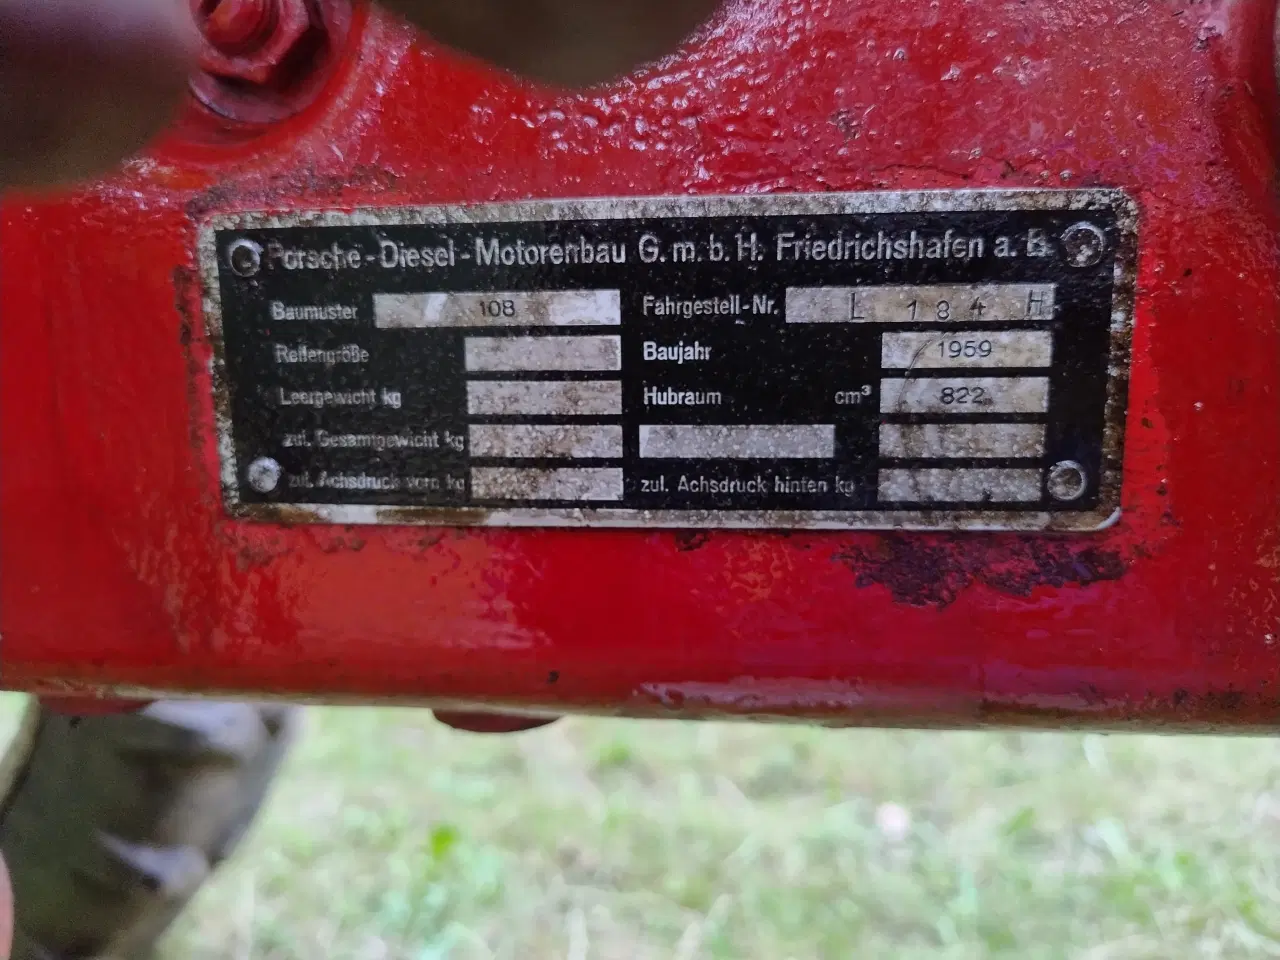 Porsche-Diesel-Motorenbau G.m.b.H. Friedrichshafen a. B.
Baumuster 108 Fahrgestell-Nr. L 184 H
Reifengröße Baujahr 1959
Leergewicht kg Hubraum cm³ 822
zul. Gesamtgewicht kg
zul. Achsdruck vorn kg zul. Achsdruck hinten kg